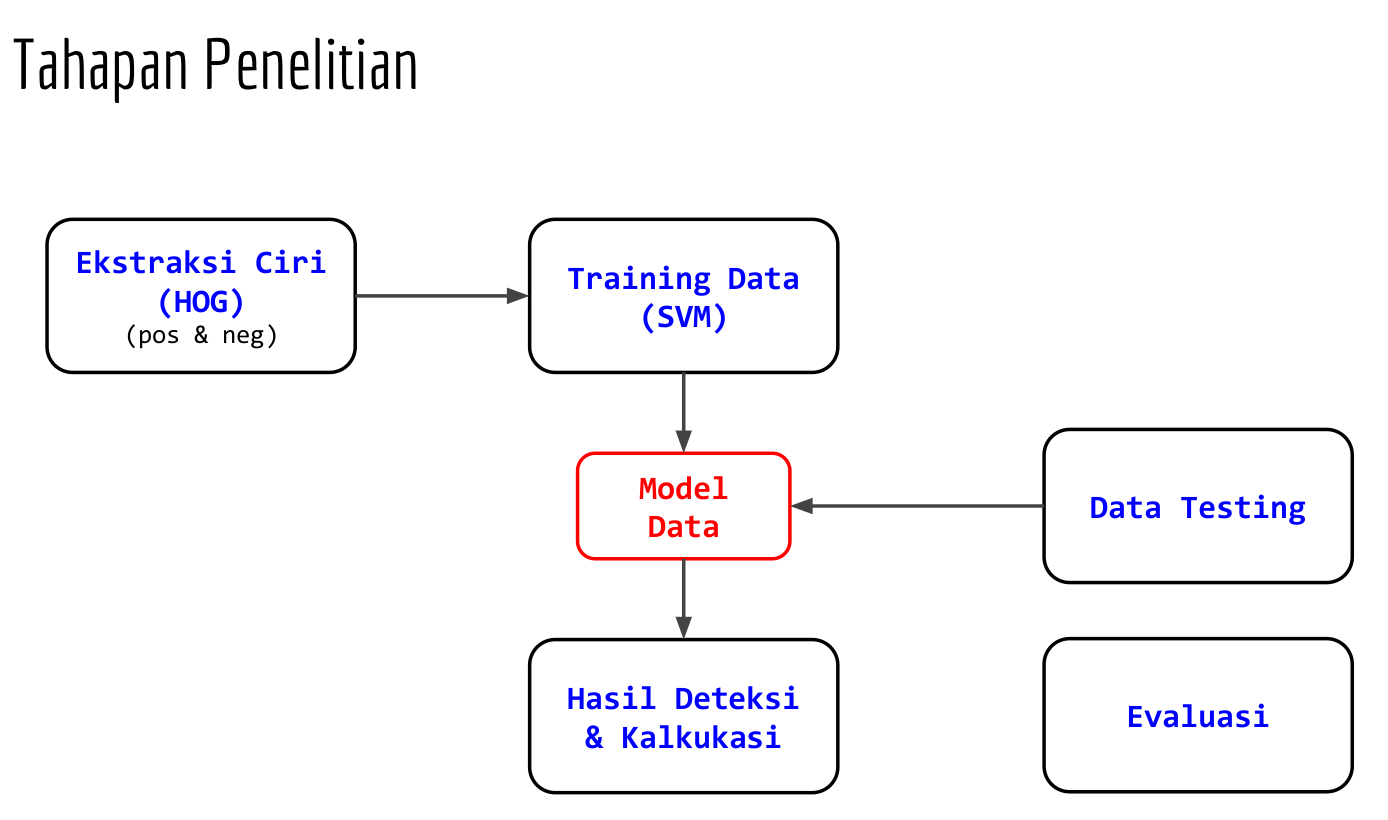 Tahapan Penelitian
Ekstraksi Ciri
(HOG)
(pos & neg)
Training Data
(SVM)
Model
Data
Data Testing
Hasil Deteksi
& Kalkukasi
Evaluasi